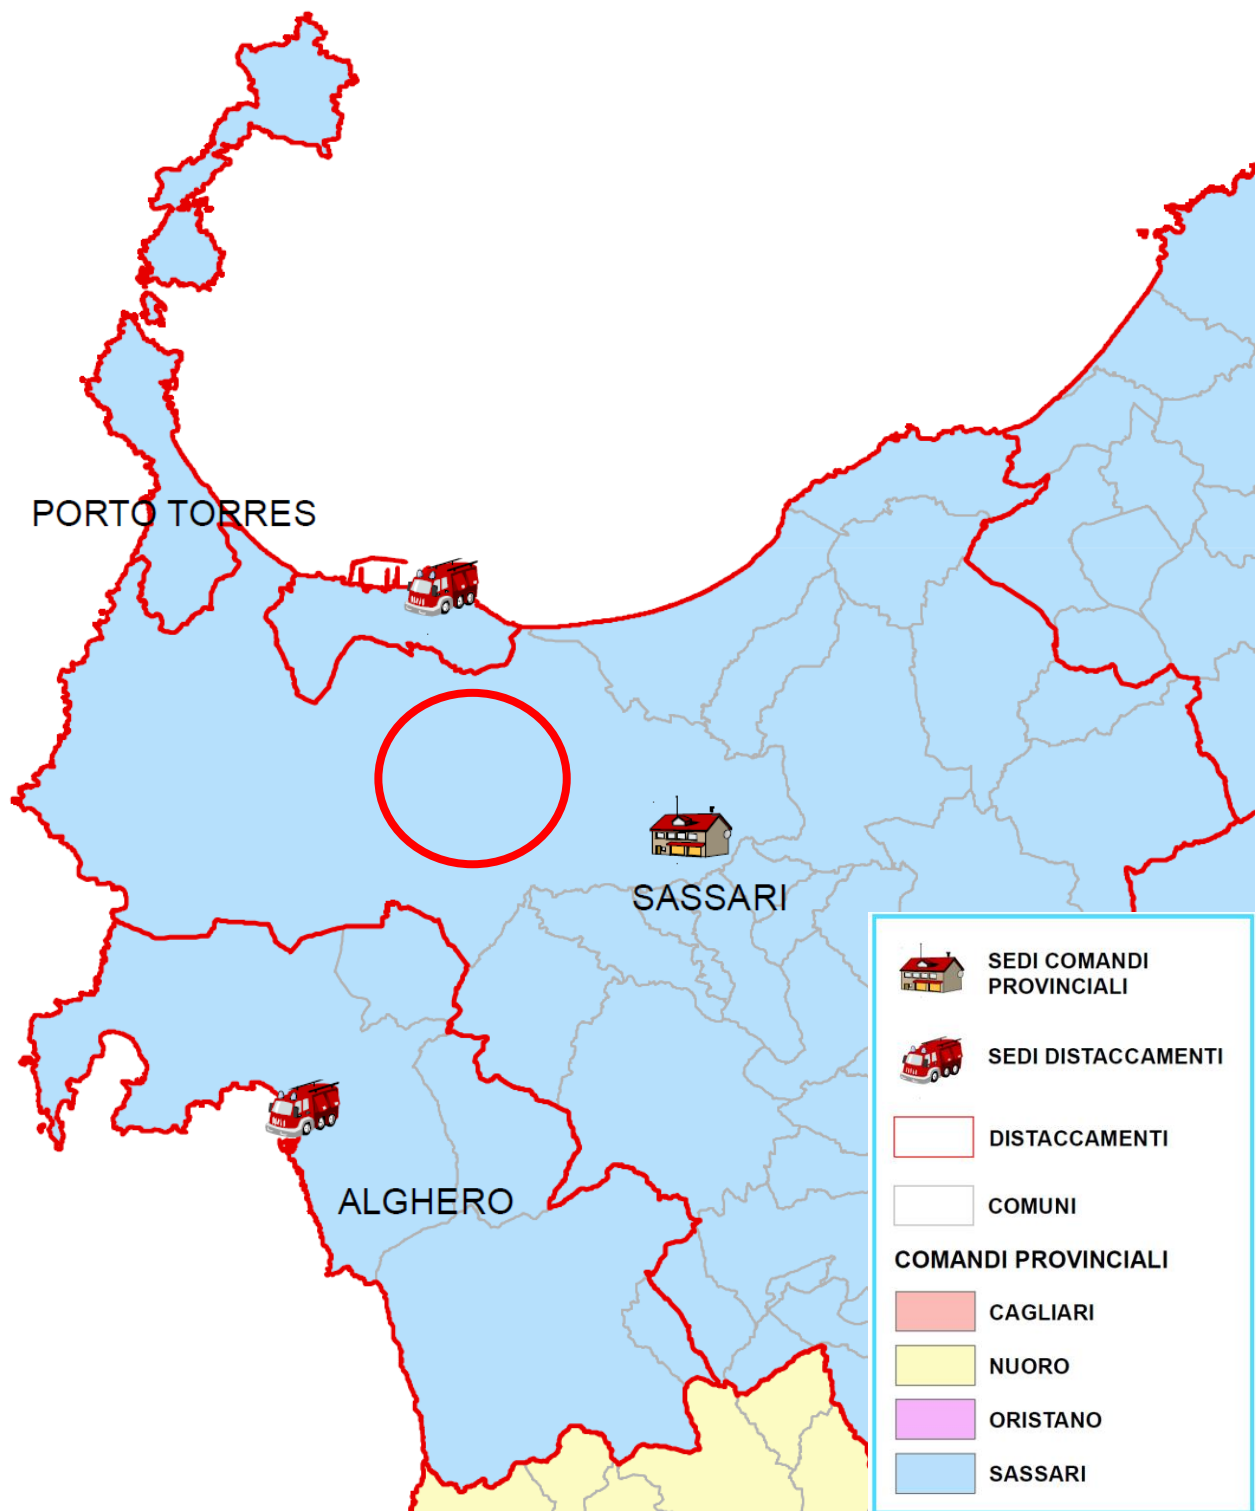 PORTO TORRES
SASSARI
ALGHERO
SEDI COMANDI
PROVINCIALI
SEDI DISTACCAMENTI
DISTACCAMENTI
COMUNI
COMANDI PROVINCIALI
CAGLIARI
NUORO
ORISTANO
SASSARI